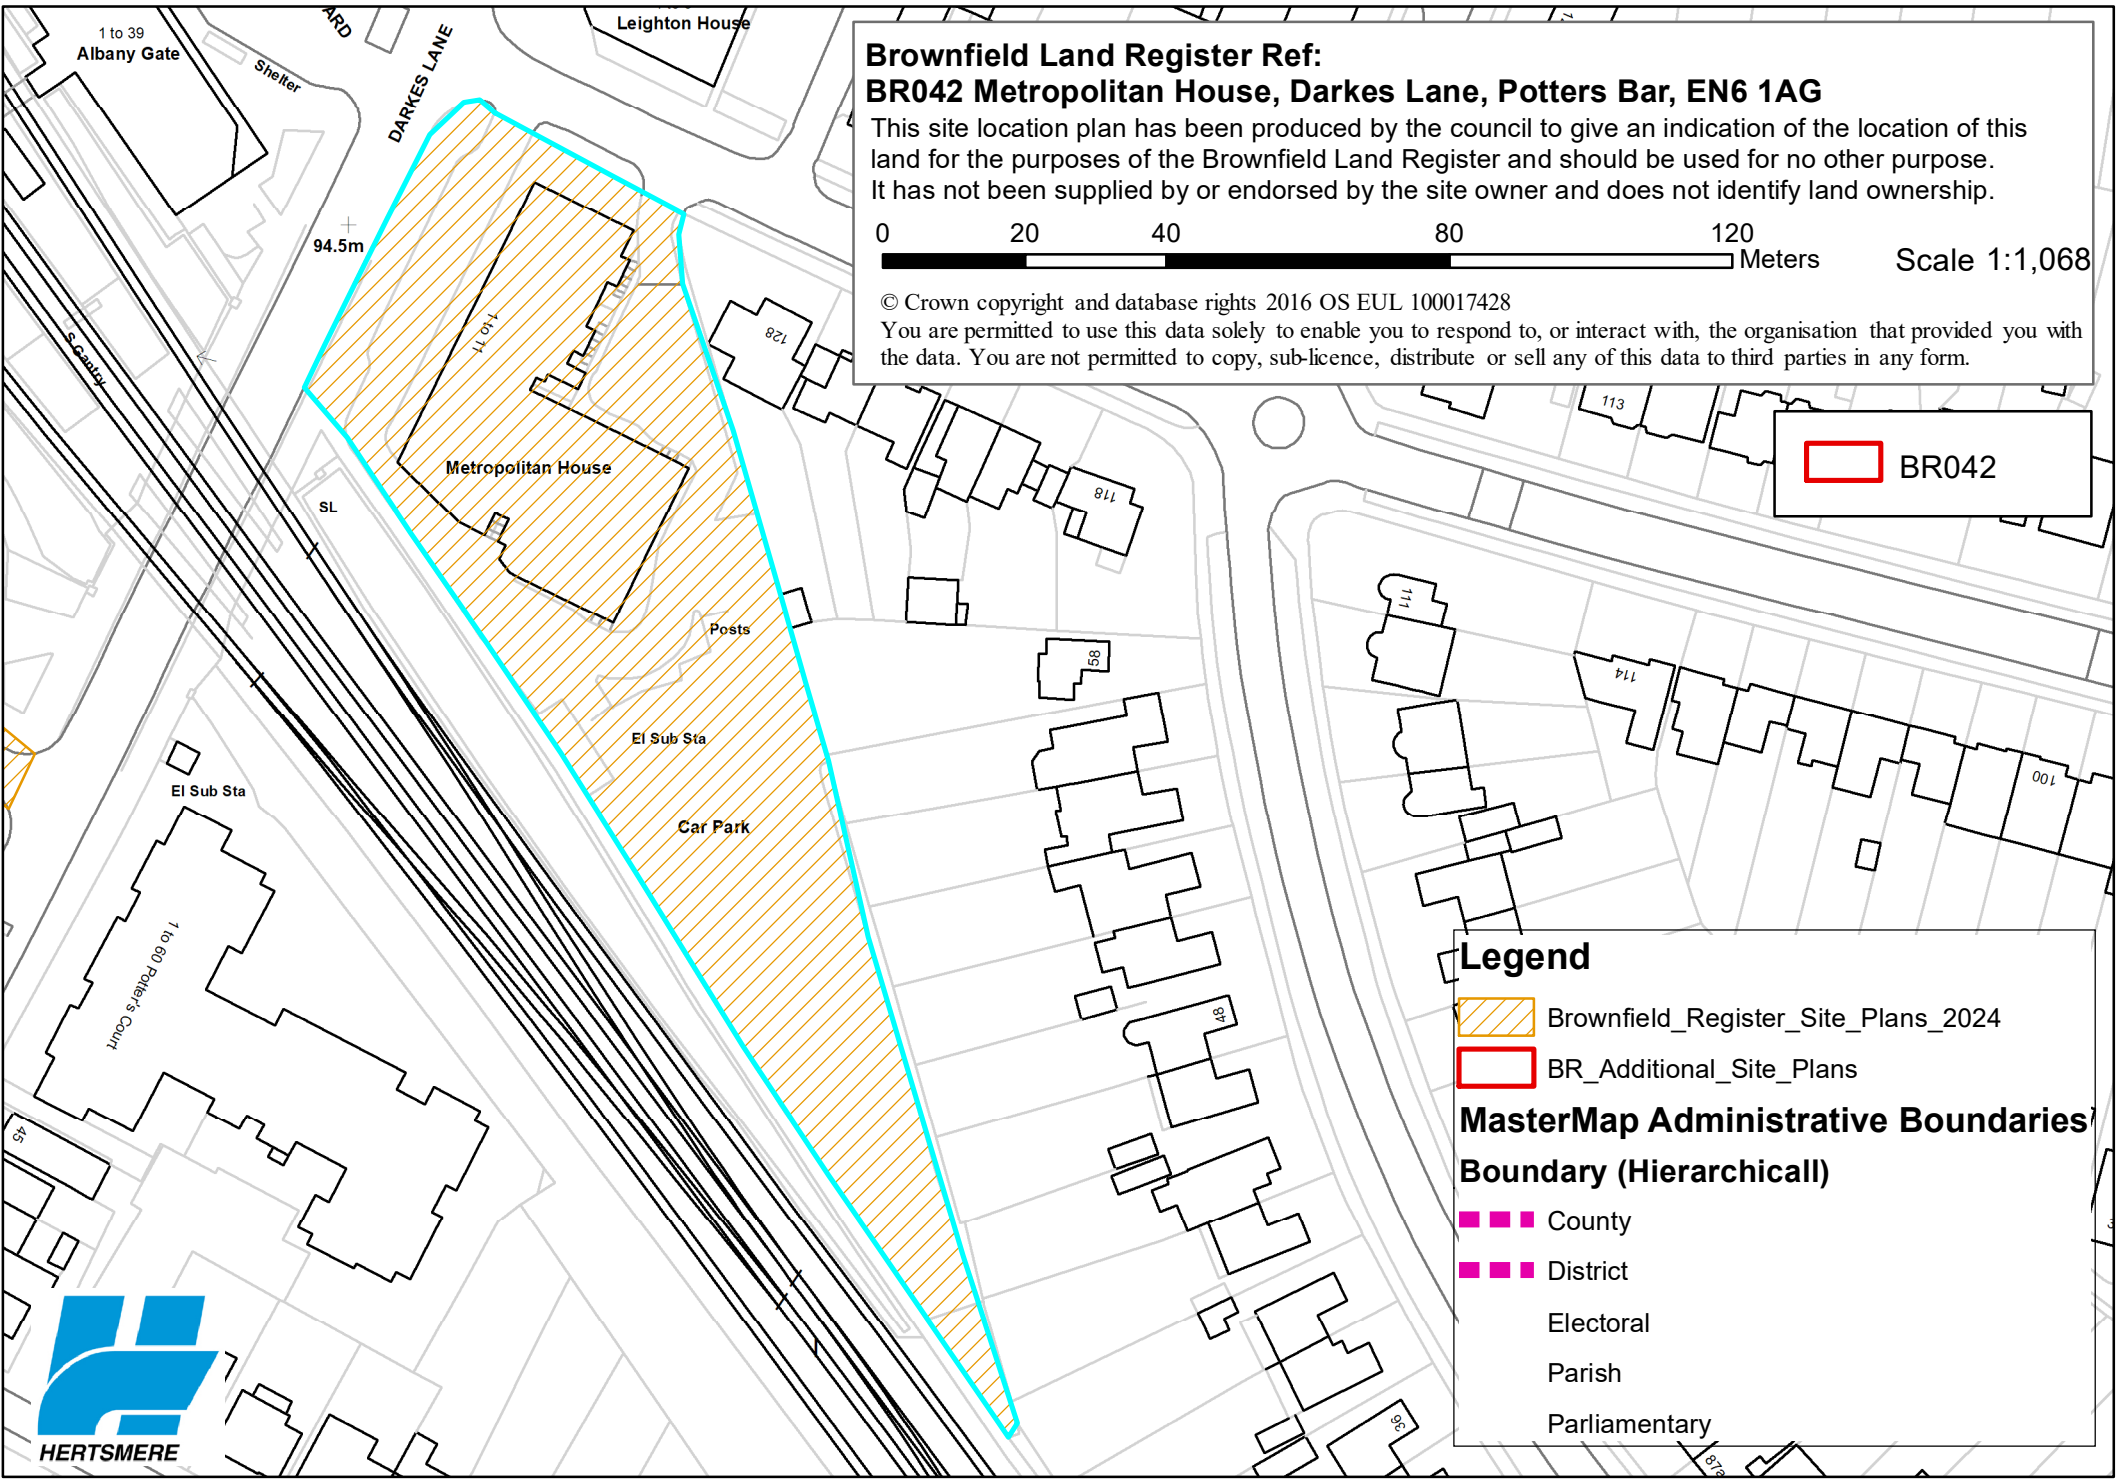 1 to 39
Albany Gate
Shelter
ARD
DARKES LANE
Leighton House
Brownfield Land Register Ref:
BR042 Metropolitan House, Darkes Lane, Potters Bar, EN6 1AG
This site location plan has been produced by the council to give an indication of the location of this
land for the purposes of the Brownfield Land Register and should be used for no other purpose.
It has not been supplied by or endorsed by the site owner and does not identify land ownership.
0 20 40 80 120
Meters
Scale 1:1,068
© Crown copyright and database rights 2016 OS EUL 100017428
You are permitted to use this data solely to enable you to respond to, or interact with, the organisation that provided you with
the data. You are not permitted to copy, sub-licence, distribute or sell any of this data to third parties in any form.
94.5m
S Gantry
1 to 11
128
113
BR042
Metropolitan House
118
SL
111
Posts
58
114
El Sub Sta
100
El Sub Sta
Car Park
1 to 60 Potter's Court
48
45
36
87a
Legend
Brownfield_Register_Site_Plans_2024
BR_Additional_Site_Plans
MasterMap Administrative Boundaries
Boundary (Hierarchicall)
County
District
Electoral
Parish
Parliamentary
HERTSMERE